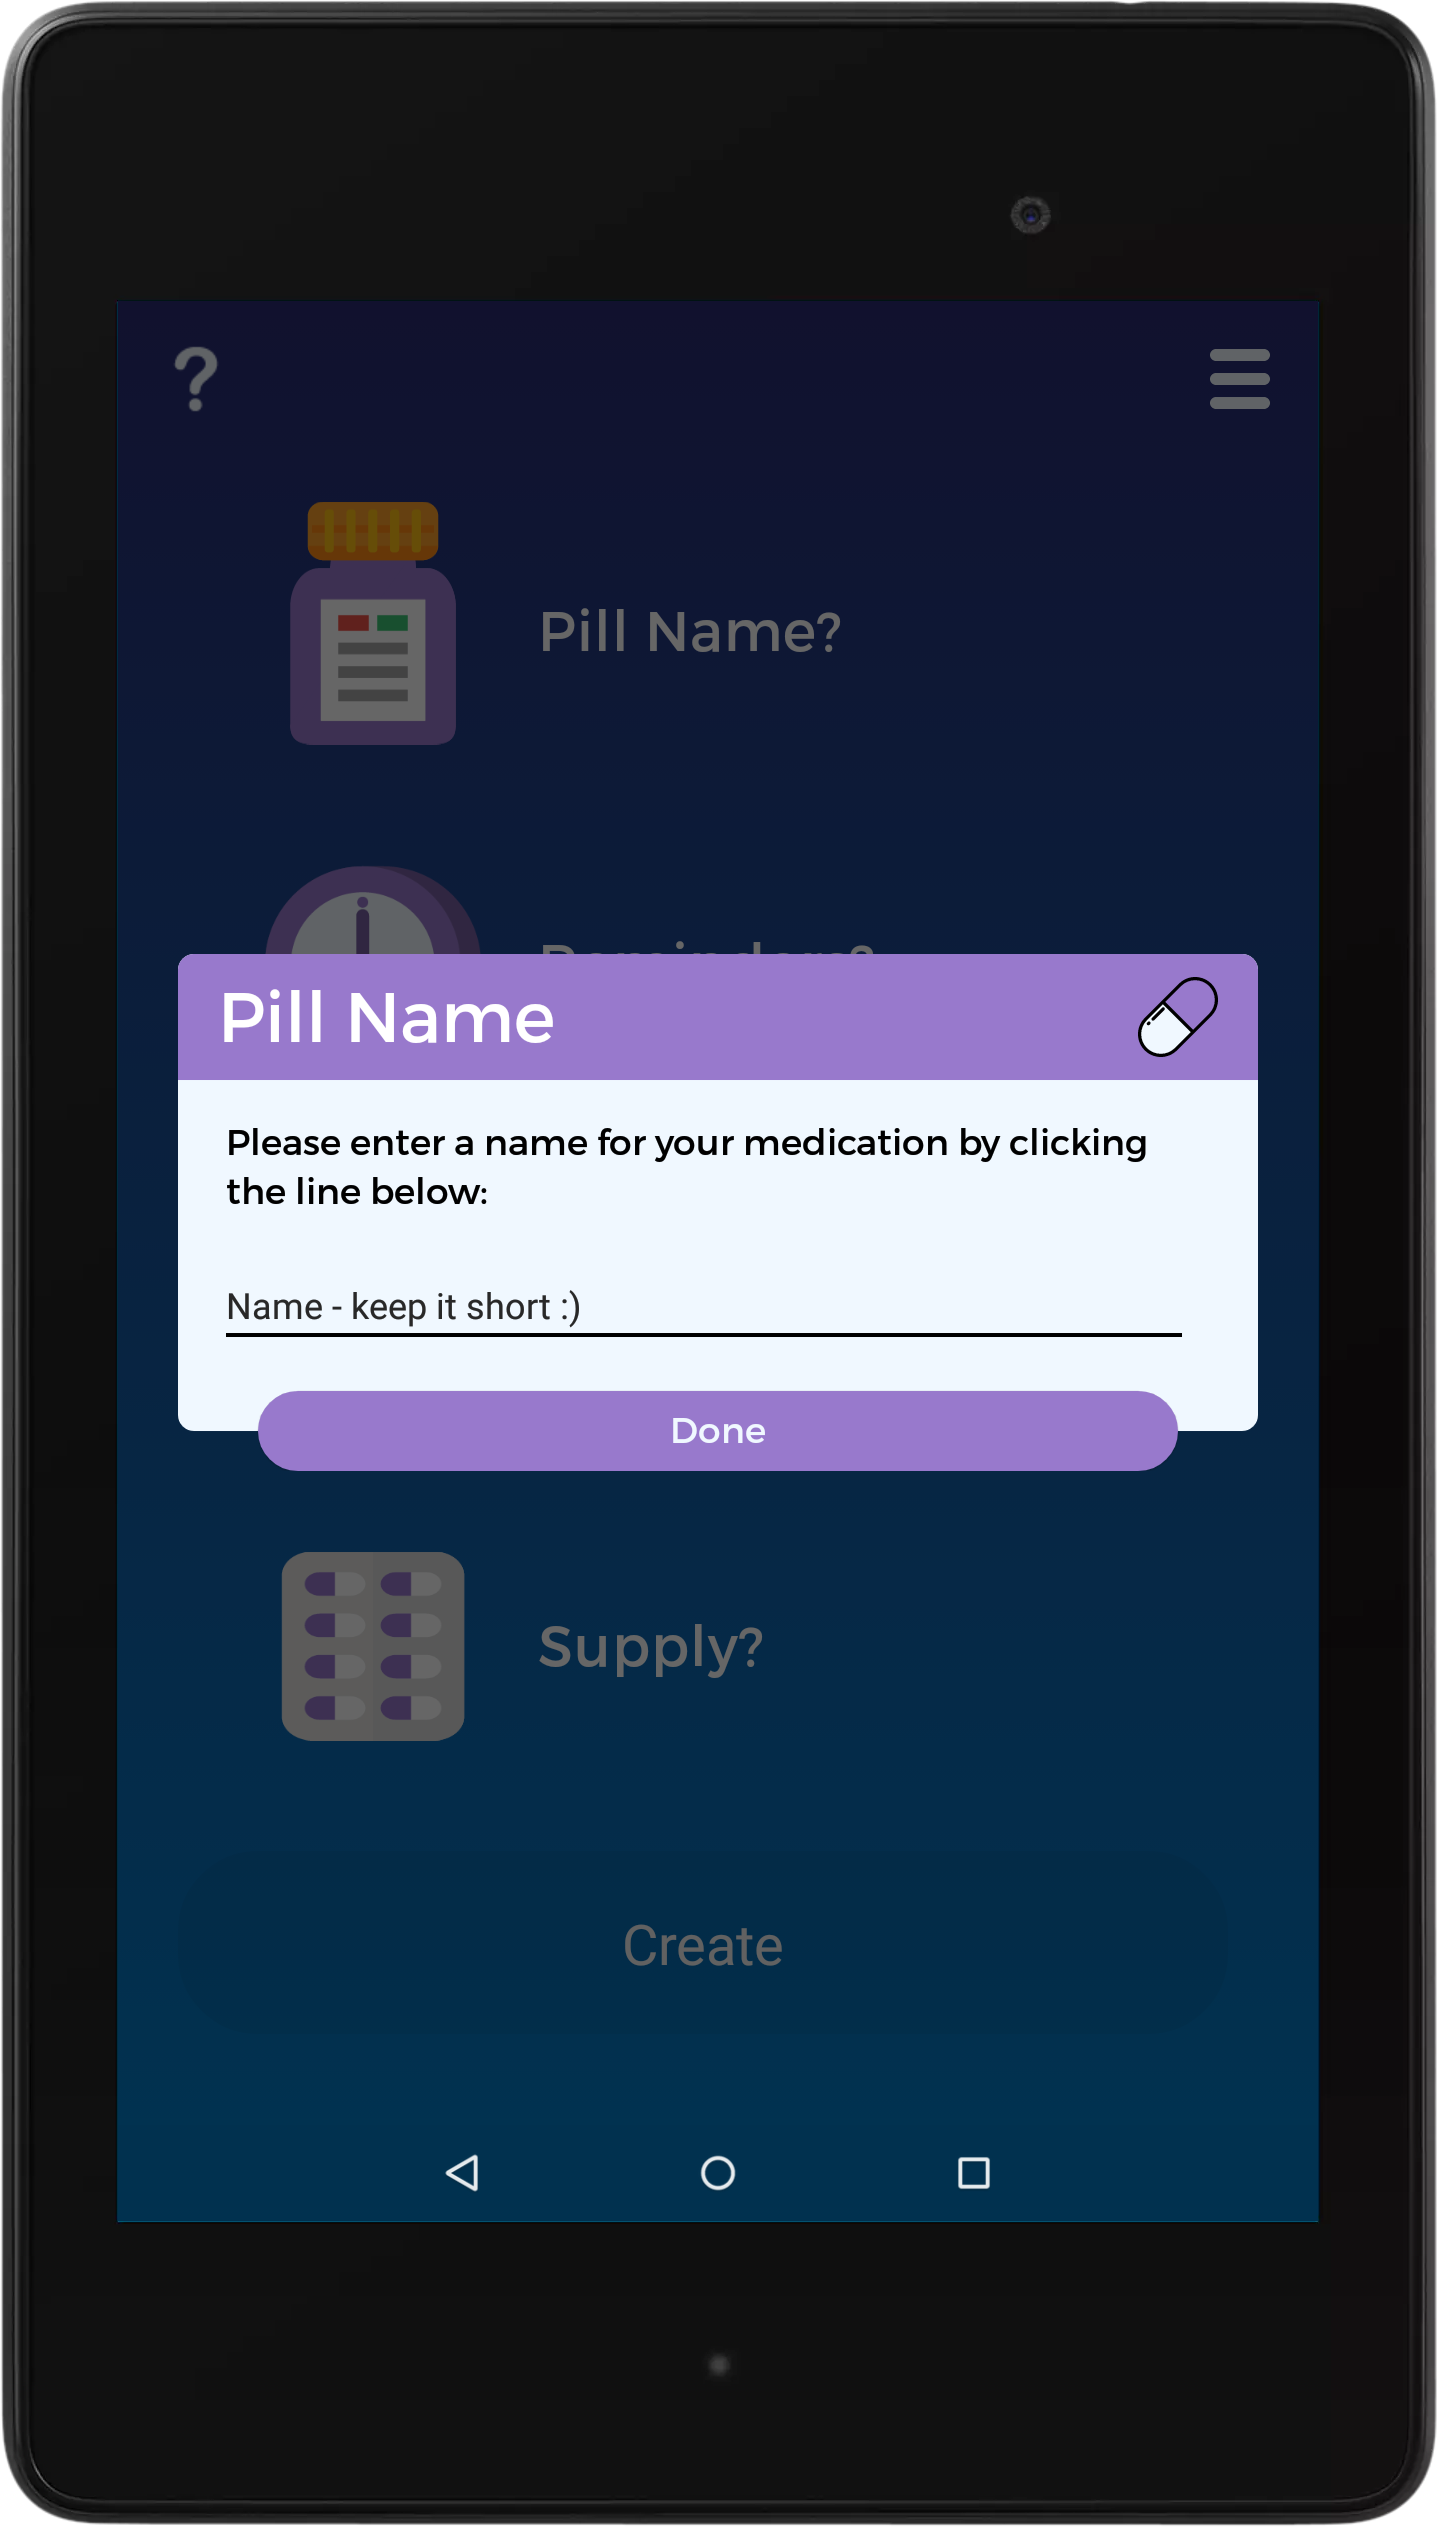 Pill Name?
Pill Name
Please enter a name for your medication by clicking
the line below:
Name - keep it short :)
Done
Supply?
Create